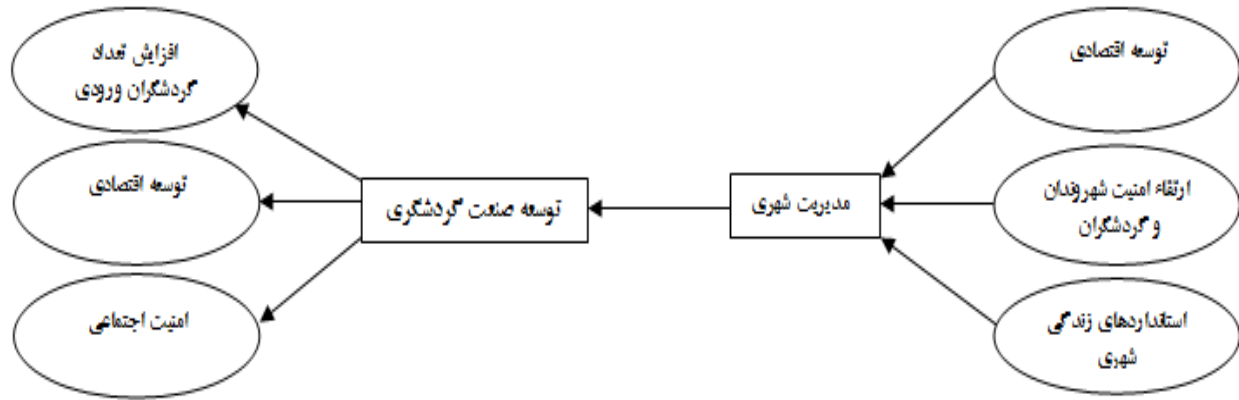 توسعه اقتصادی
ارتقاء امنیت شهروندان
و گردشگران
استانداردهای زندگی
شهری
مدیریت شهری
توسعه صنعت گردشگری
افزایش تعداد
گردشگران ورودی
توسعه اقتصادی
امنیت اجتماعی